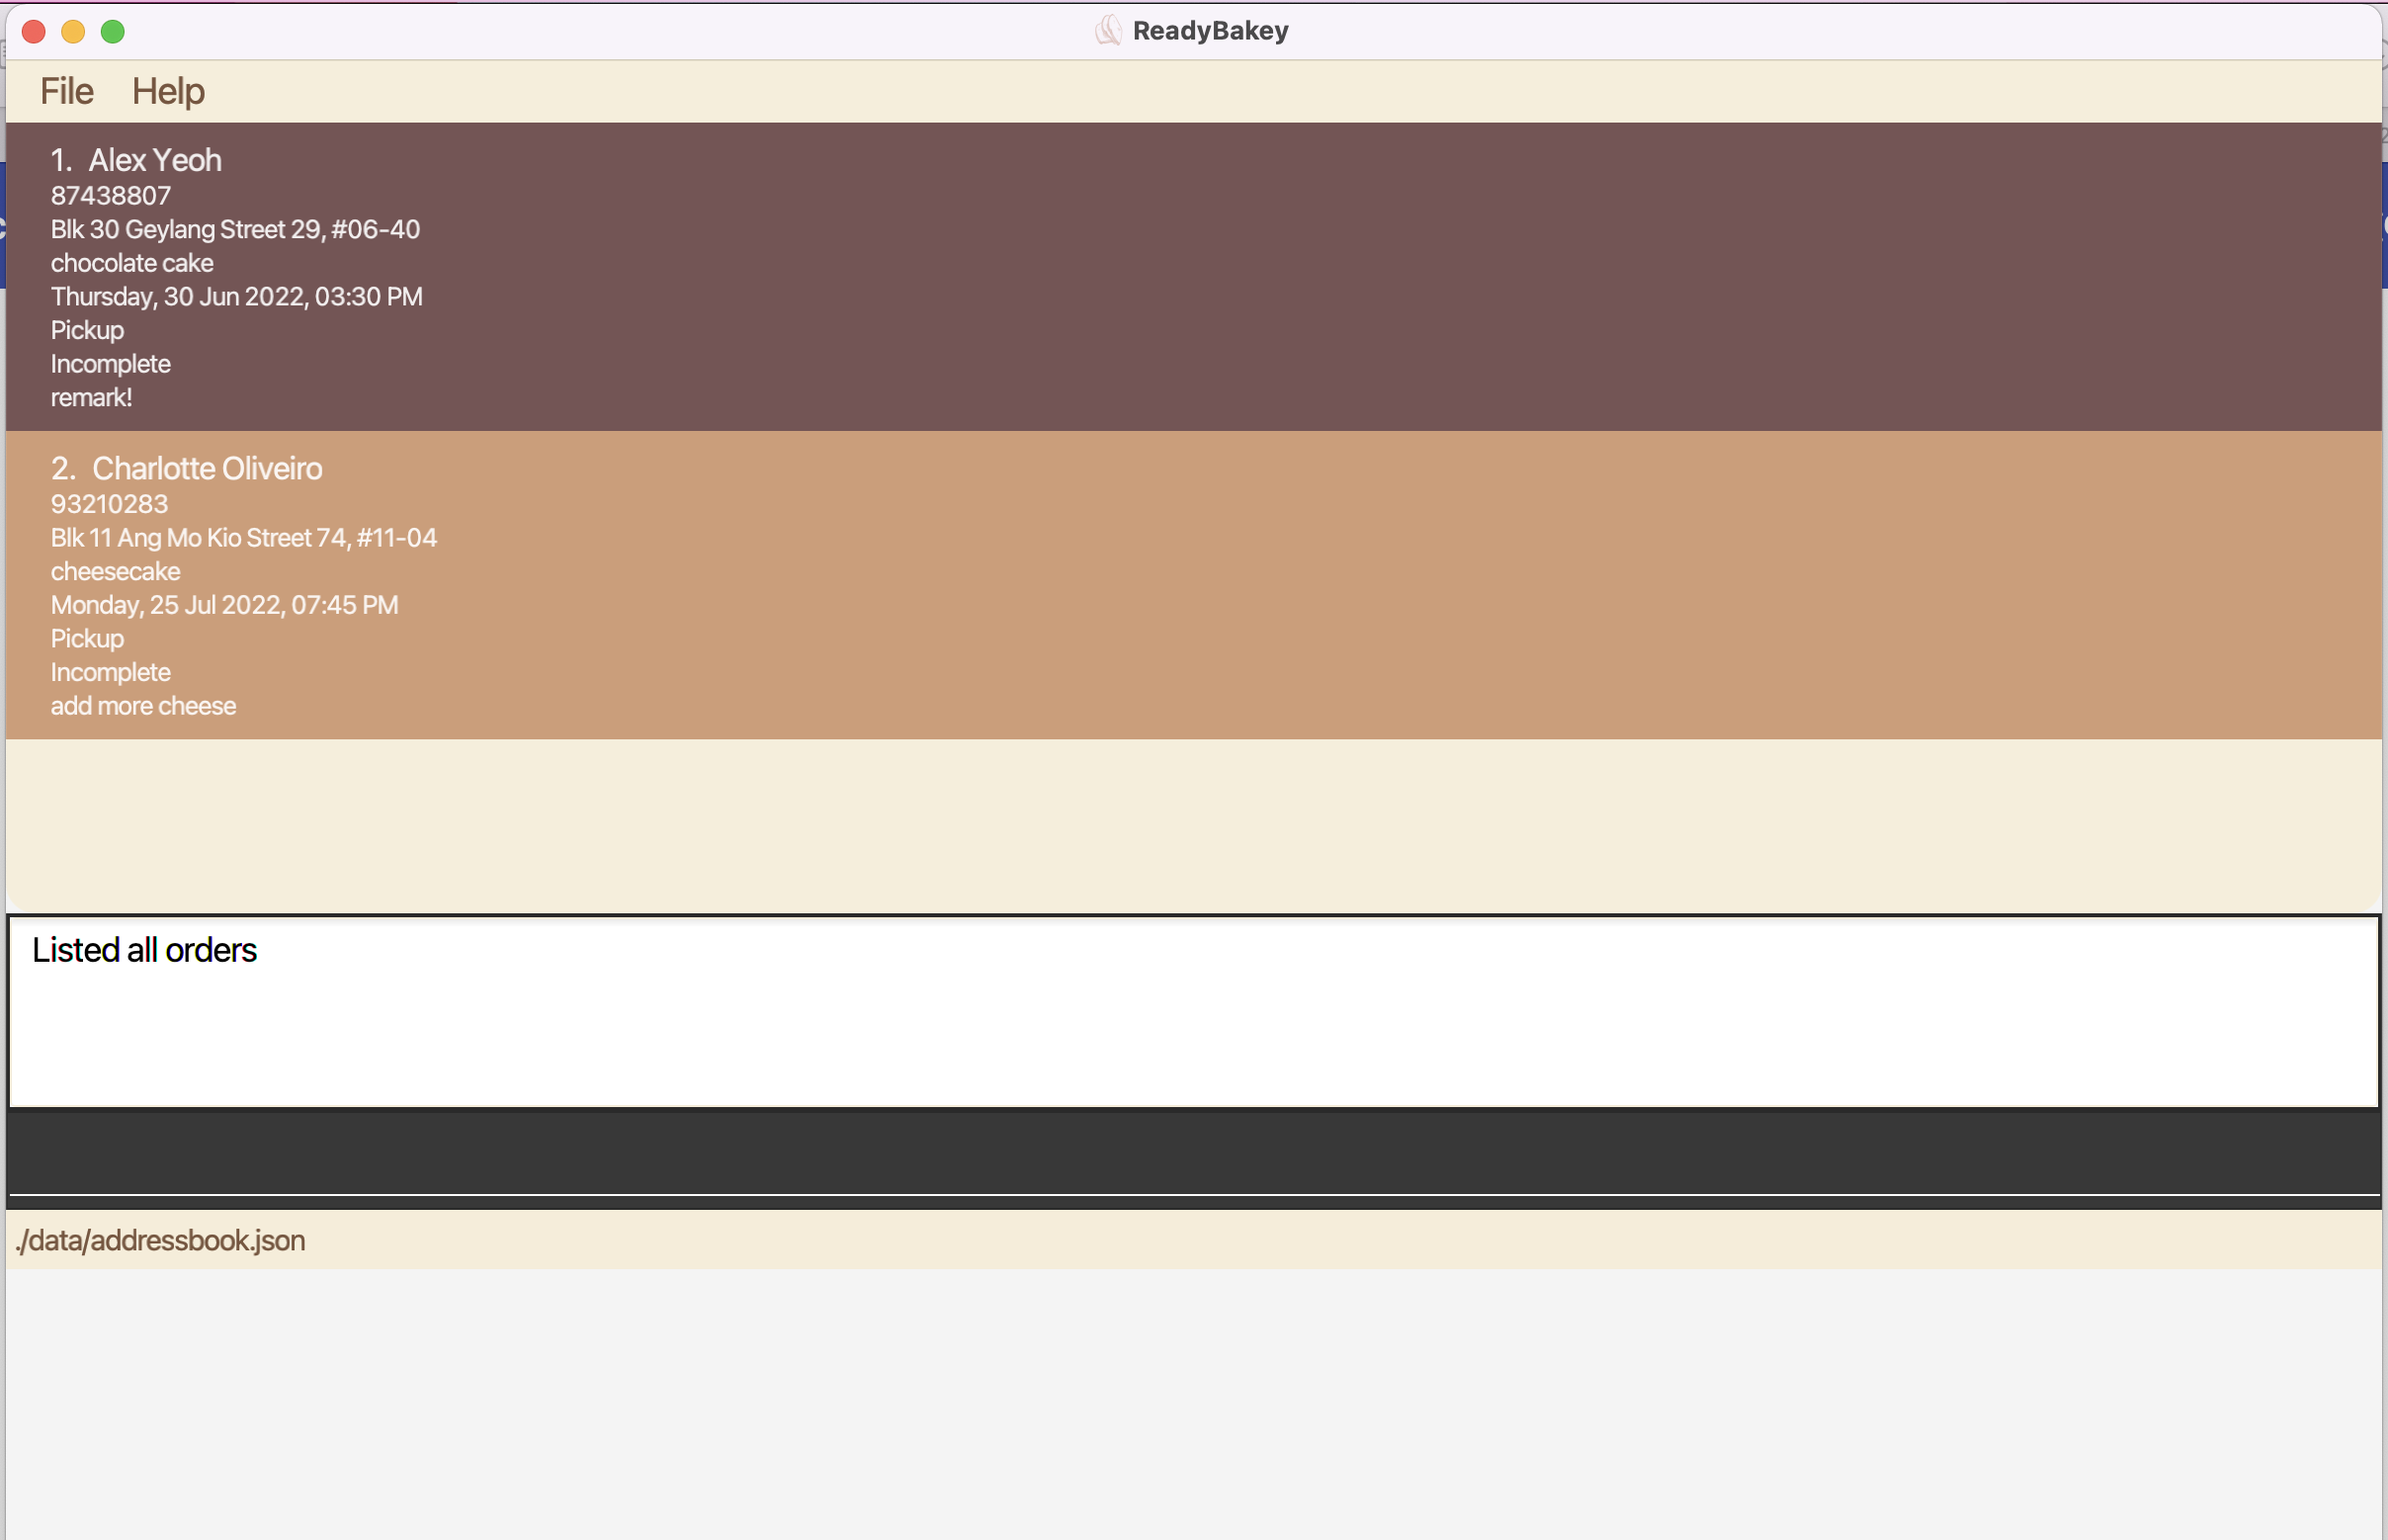 ReadyBakey
File Help
1. Alex Yeoh
87438807
Blk 30 Geylang Street 29, #06-40
chocolate cake
Thursday, 30 Jun 2022, 03:30 PM
Pickup
Incomplete
remark!
2. Charlotte Oliveiro
93210283
Blk 11 Ang Mo Kio Street 74, #11-04
cheesecake
Monday, 25 Jul 2022, 07:45 PM
Pickup
Incomplete
add more cheese
Listed all orders
./data/addressbook.json